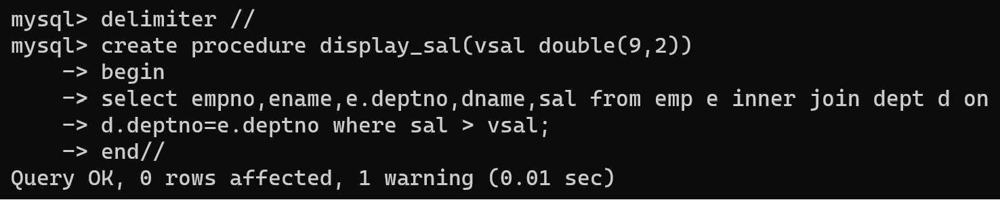 mysql> delimiter //
mysql> create procedure display_sal(vsal double(9,2))
    -> begin
    -> select empno,ename,e.deptno,dname,sal from emp e inner join dept d on
    -> d.deptno=e.deptno where sal > vsal;
    -> end//
Query OK, 0 rows affected, 1 warning (0.01 sec)